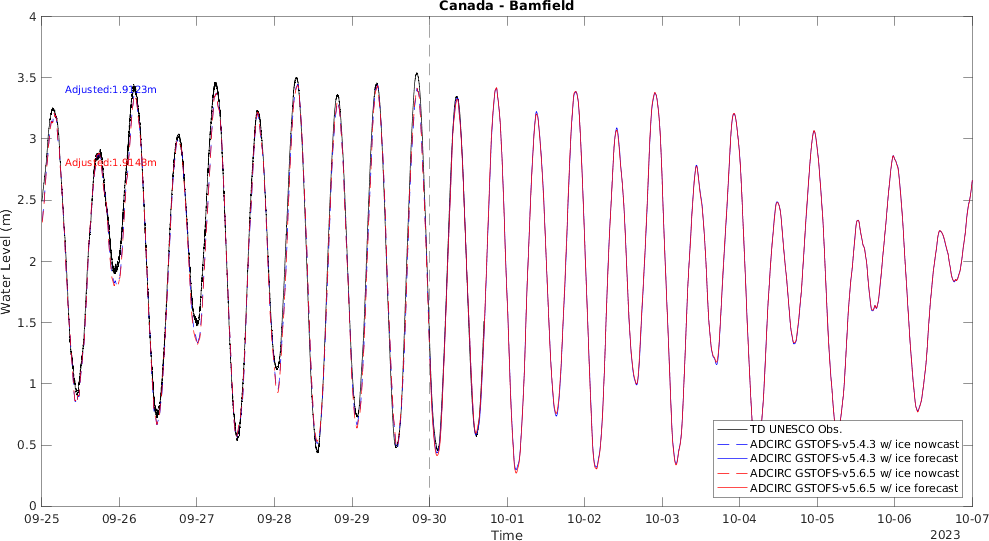 Canada - Bamfield
4
3.5
3
2.5
2
1.5
1
0.5
0
Water Level (m)
Adjusted:1.9123m
Adjusted:1.9143m
TD UNESCO Obs.
ADCIRC GSTOFS-v5.4.3 w/ ice nowcast
ADCIRC GSTOFS-v5.4.3 w/ ice forecast
ADCIRC GSTOFS-v5.6.5 w/ ice nowcast
ADCIRC GSTOFS-v5.6.5 w/ ice forecast
09-25 09-26 09-27 09-28 09-29 09-30 10-01 10-02 10-03 10-04 10-05 10-06 10-07
Time
2023